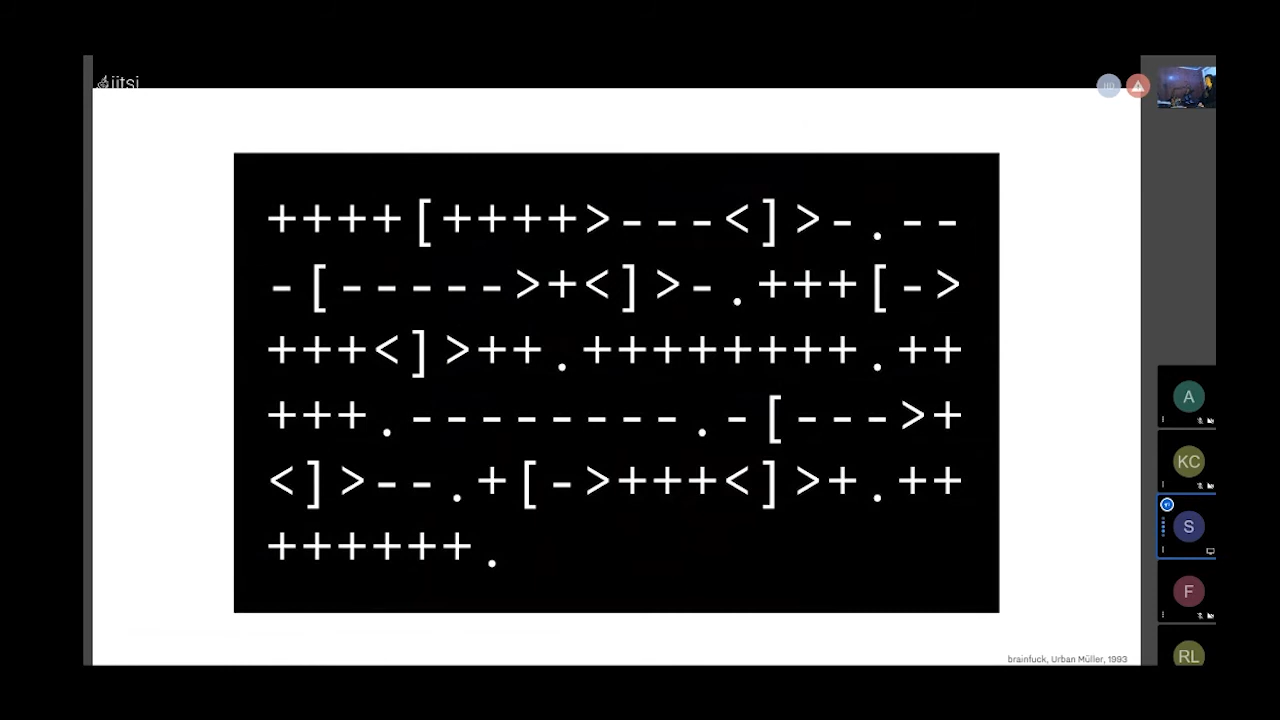 jitsi
++++[++++>---<]>-.--
-[----->+<]>-.+++[->
+++<]>++.++++++++.++
+++.--------.-[--->+
<]>--.+[->+++<]>+.++
++++++.
brainfuck, Urban Müller, 1993
A
KC
S
F
RL